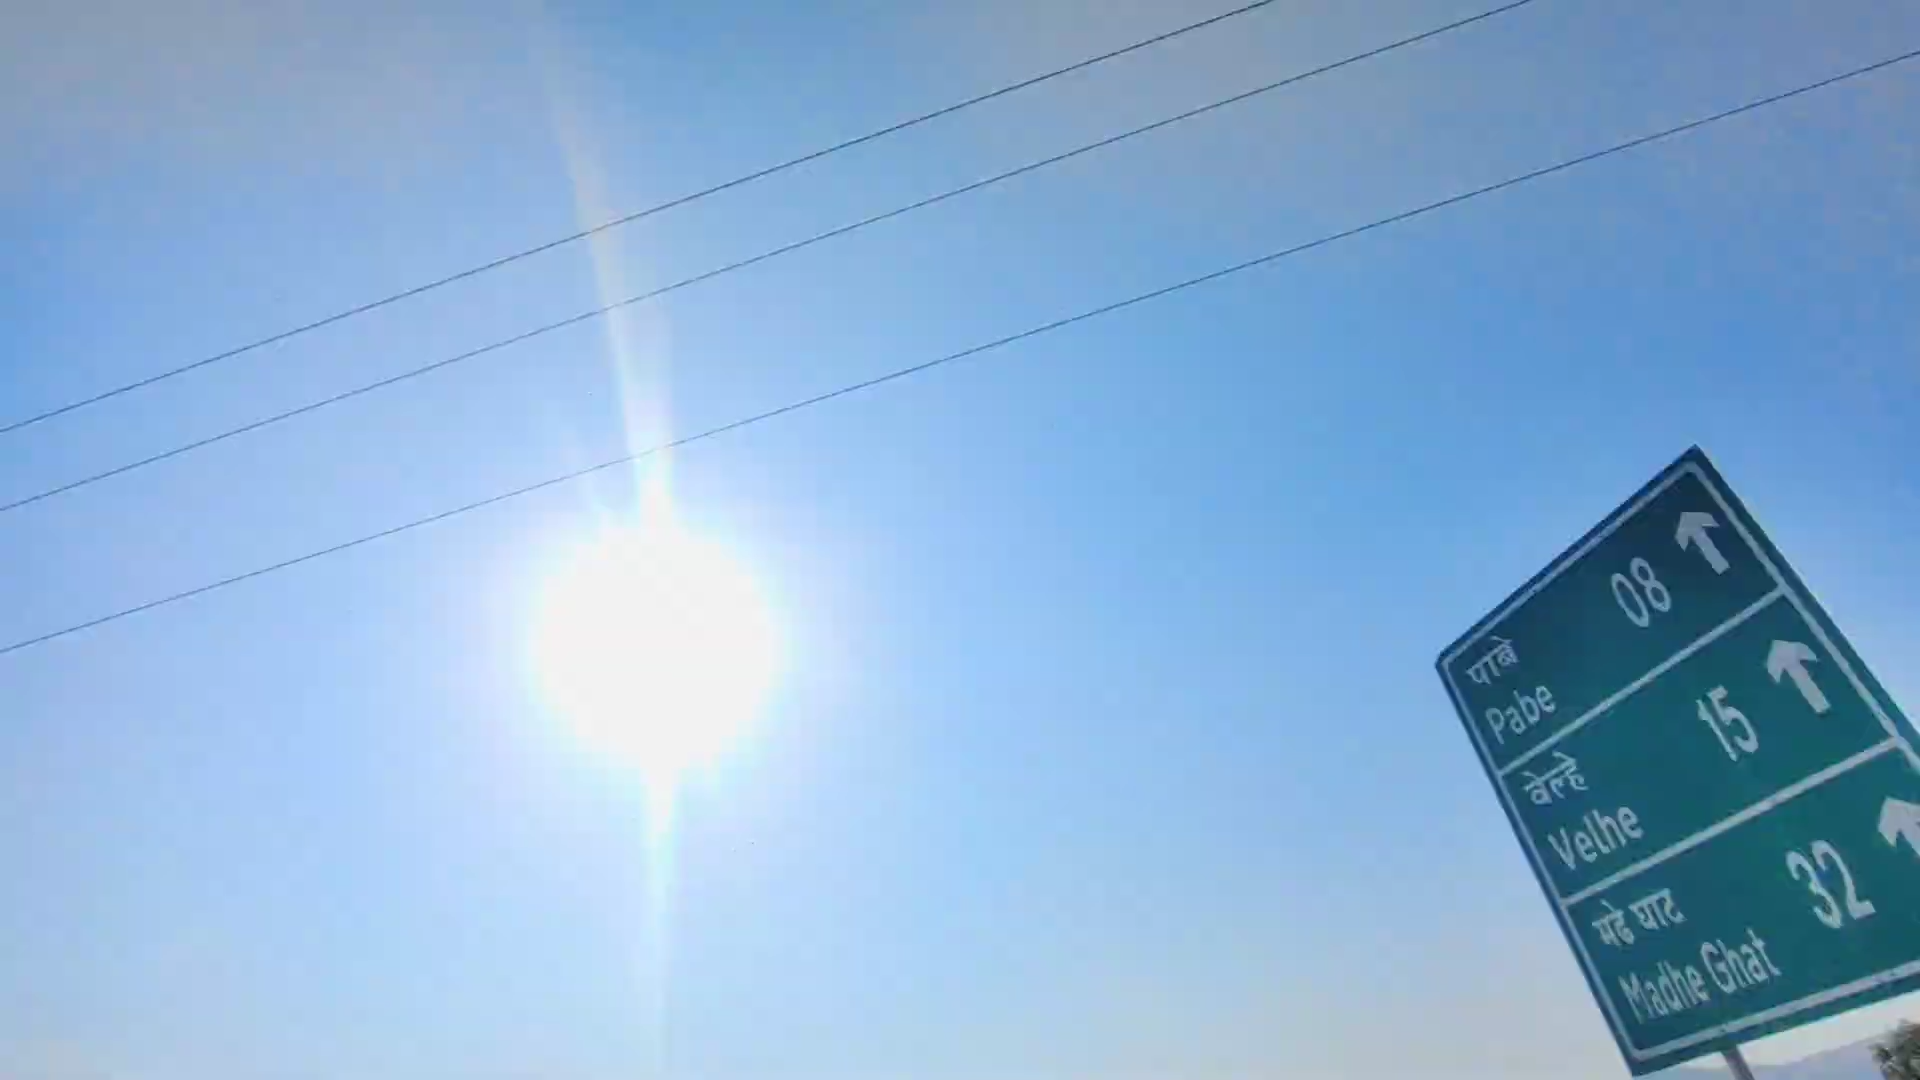 पाबे 08
Pabe
वेल्हे 15
Velhe
मढे घाट 32
Madhe Ghat